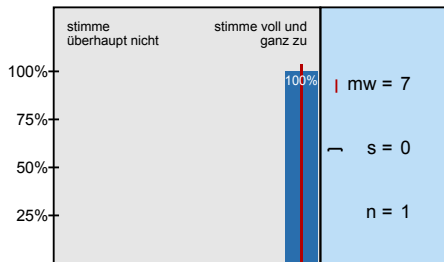 stimme
überhaupt nicht
stimme voll und
ganz zu
100%
100%
75%
50%
25%
mw = 7
s = 0
n = 1